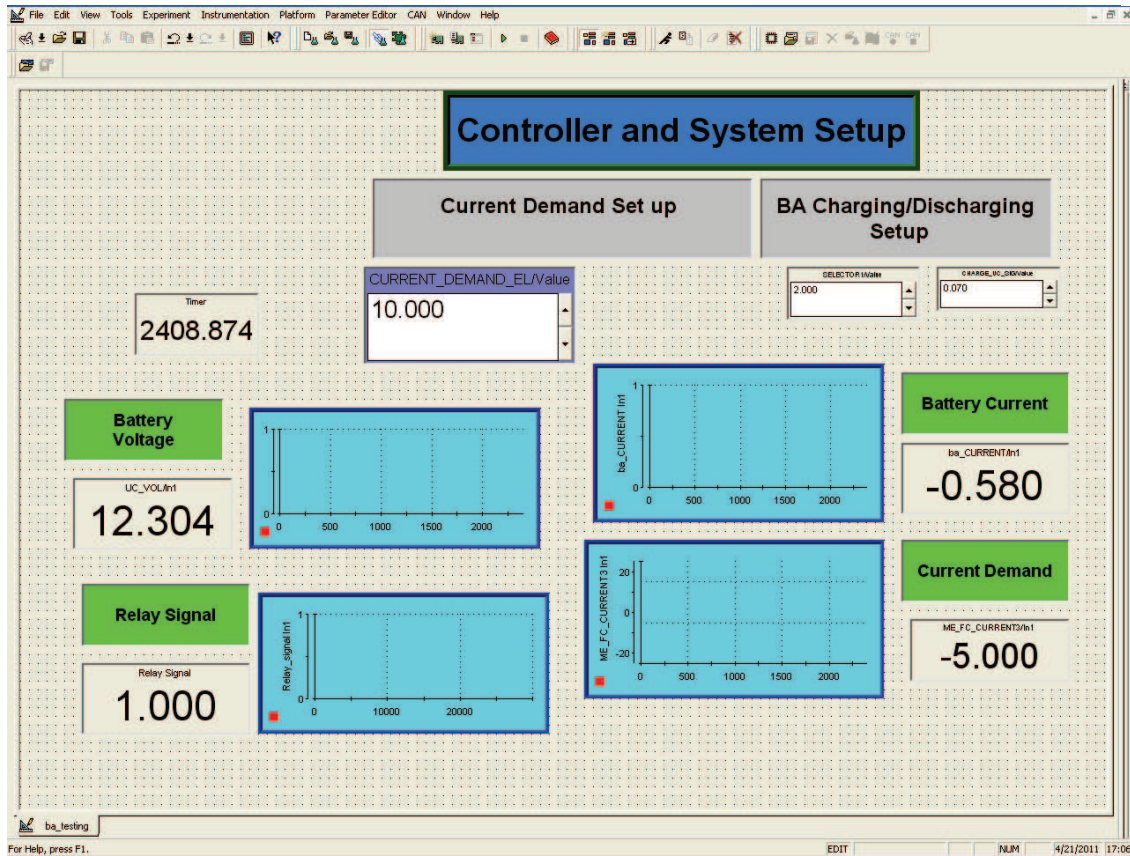 File Edit View Tools Experiment Instrumentation Platform Parameter Editor CAN Window Help
Controller and System Setup
Current Demand Set up
BA Charging/Discharging
Setup
CURRENT_DEMAND_EL/Value
10.000
SELECTOR1/Value
2.000
CHARGE_UC_DIG/Value
0.070
Timer
2408.874
Battery
Voltage
UC_VOL/In1
12.304
1
0
0 500 1000 1500 2000
ba_CURRENT In1
1
0
0 500 1000 1500 2000
Battery Current
ba_CURRENT/In1
-0.580
Relay Signal
Relay Signal
1.000
Relay_signal In1
1
0
0 10000 20000
ME_FC_CURRENT3 In1
20
0
-20
0 500 1000 1500 2000
Current Demand
ME_FC_CURRENT3/In1
-5.000
ba_testing
For Help, press F1.
EDIT NUM 4/21/2011 17:06